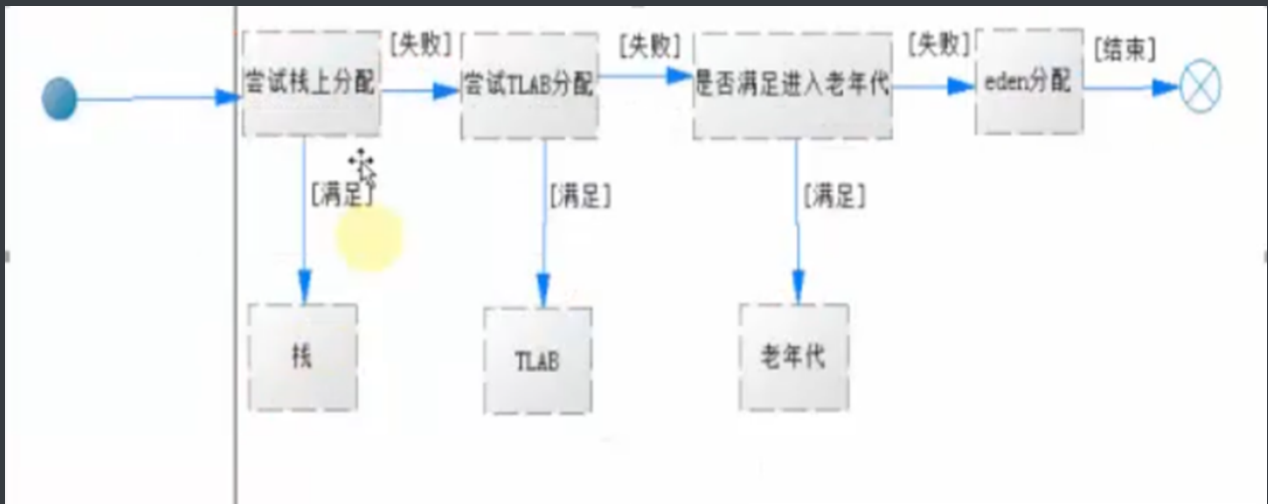 [失败]
[失败]
[失败]
[结束]
尝试栈上分配
尝试TLAB分配
是否满足进入老年代
eden分配
[满足]
[满足]
[满足]
栈
TLAB
老年代